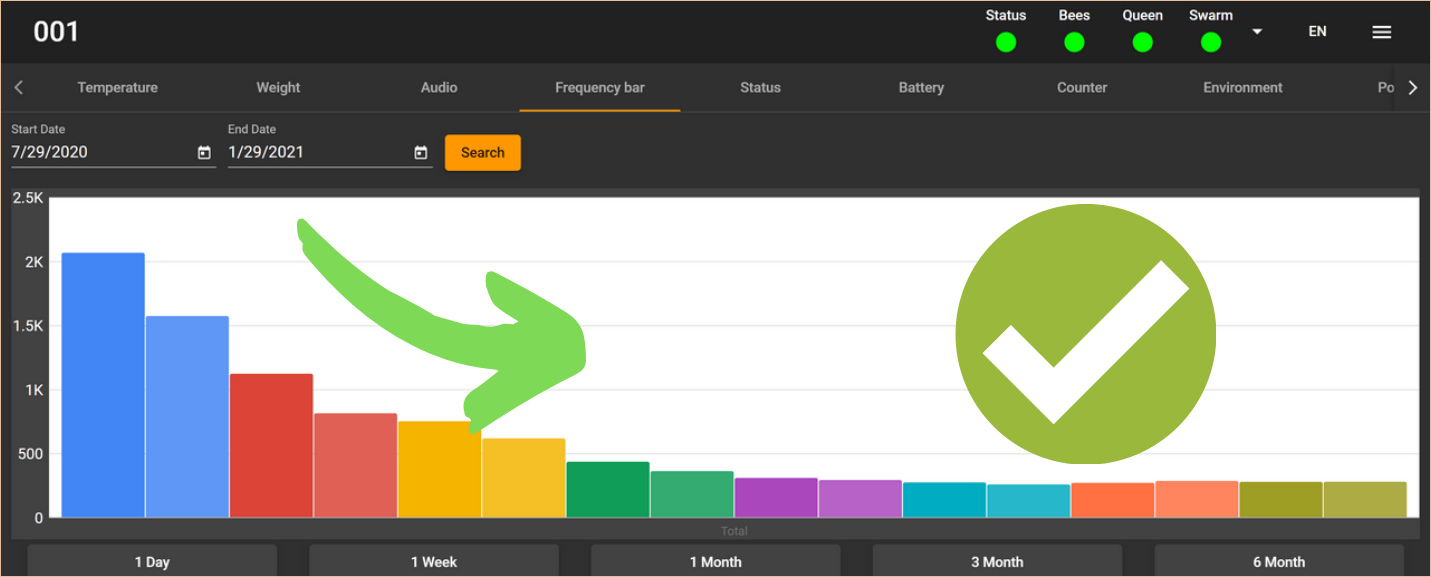 001
Status Bees Queen Swarm
EN
Temperature Weight Audio Frequency bar Status Battery Counter Environment Po
Start Date End Date
7/29/2020 1/29/2021 Search
2.5K
2K
1.5K
1K
500
0
Total
1 Day 1 Week 1 Month 3 Month 6 Month